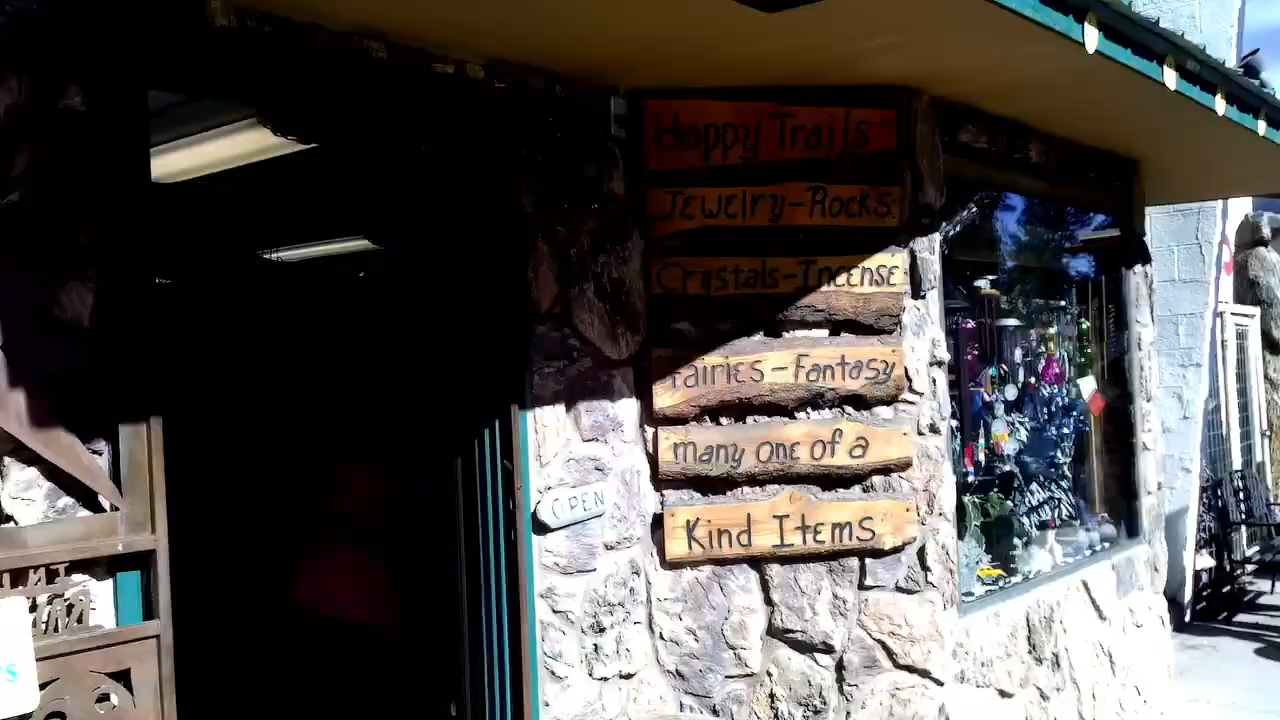 Happy Trails
Jewelry-Rocks
Crystals-Incense
Fairies-Fantasy
many one of a
Kind Items
OPEN